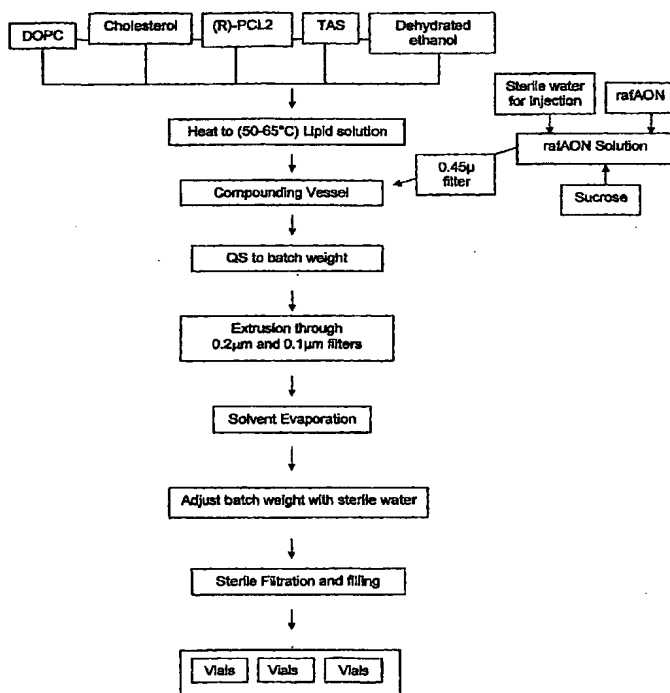 DOPC
Cholesterol
(R)-PCL2
TAS
Dehydrated
ethanol
Sterile water
for Injection
rafAON
Heat to (50-65°C) Lipid solution
rafAON Solution
0.45µ
filter
Compounding Vessel
Sucrose
QS to batch weight
Extrusion through
0.2µm and 0.1µm filters
Solvent Evaporation
Adjust batch weight with sterile water
Sterile Filtration and filling
Vials
Vials
Vials